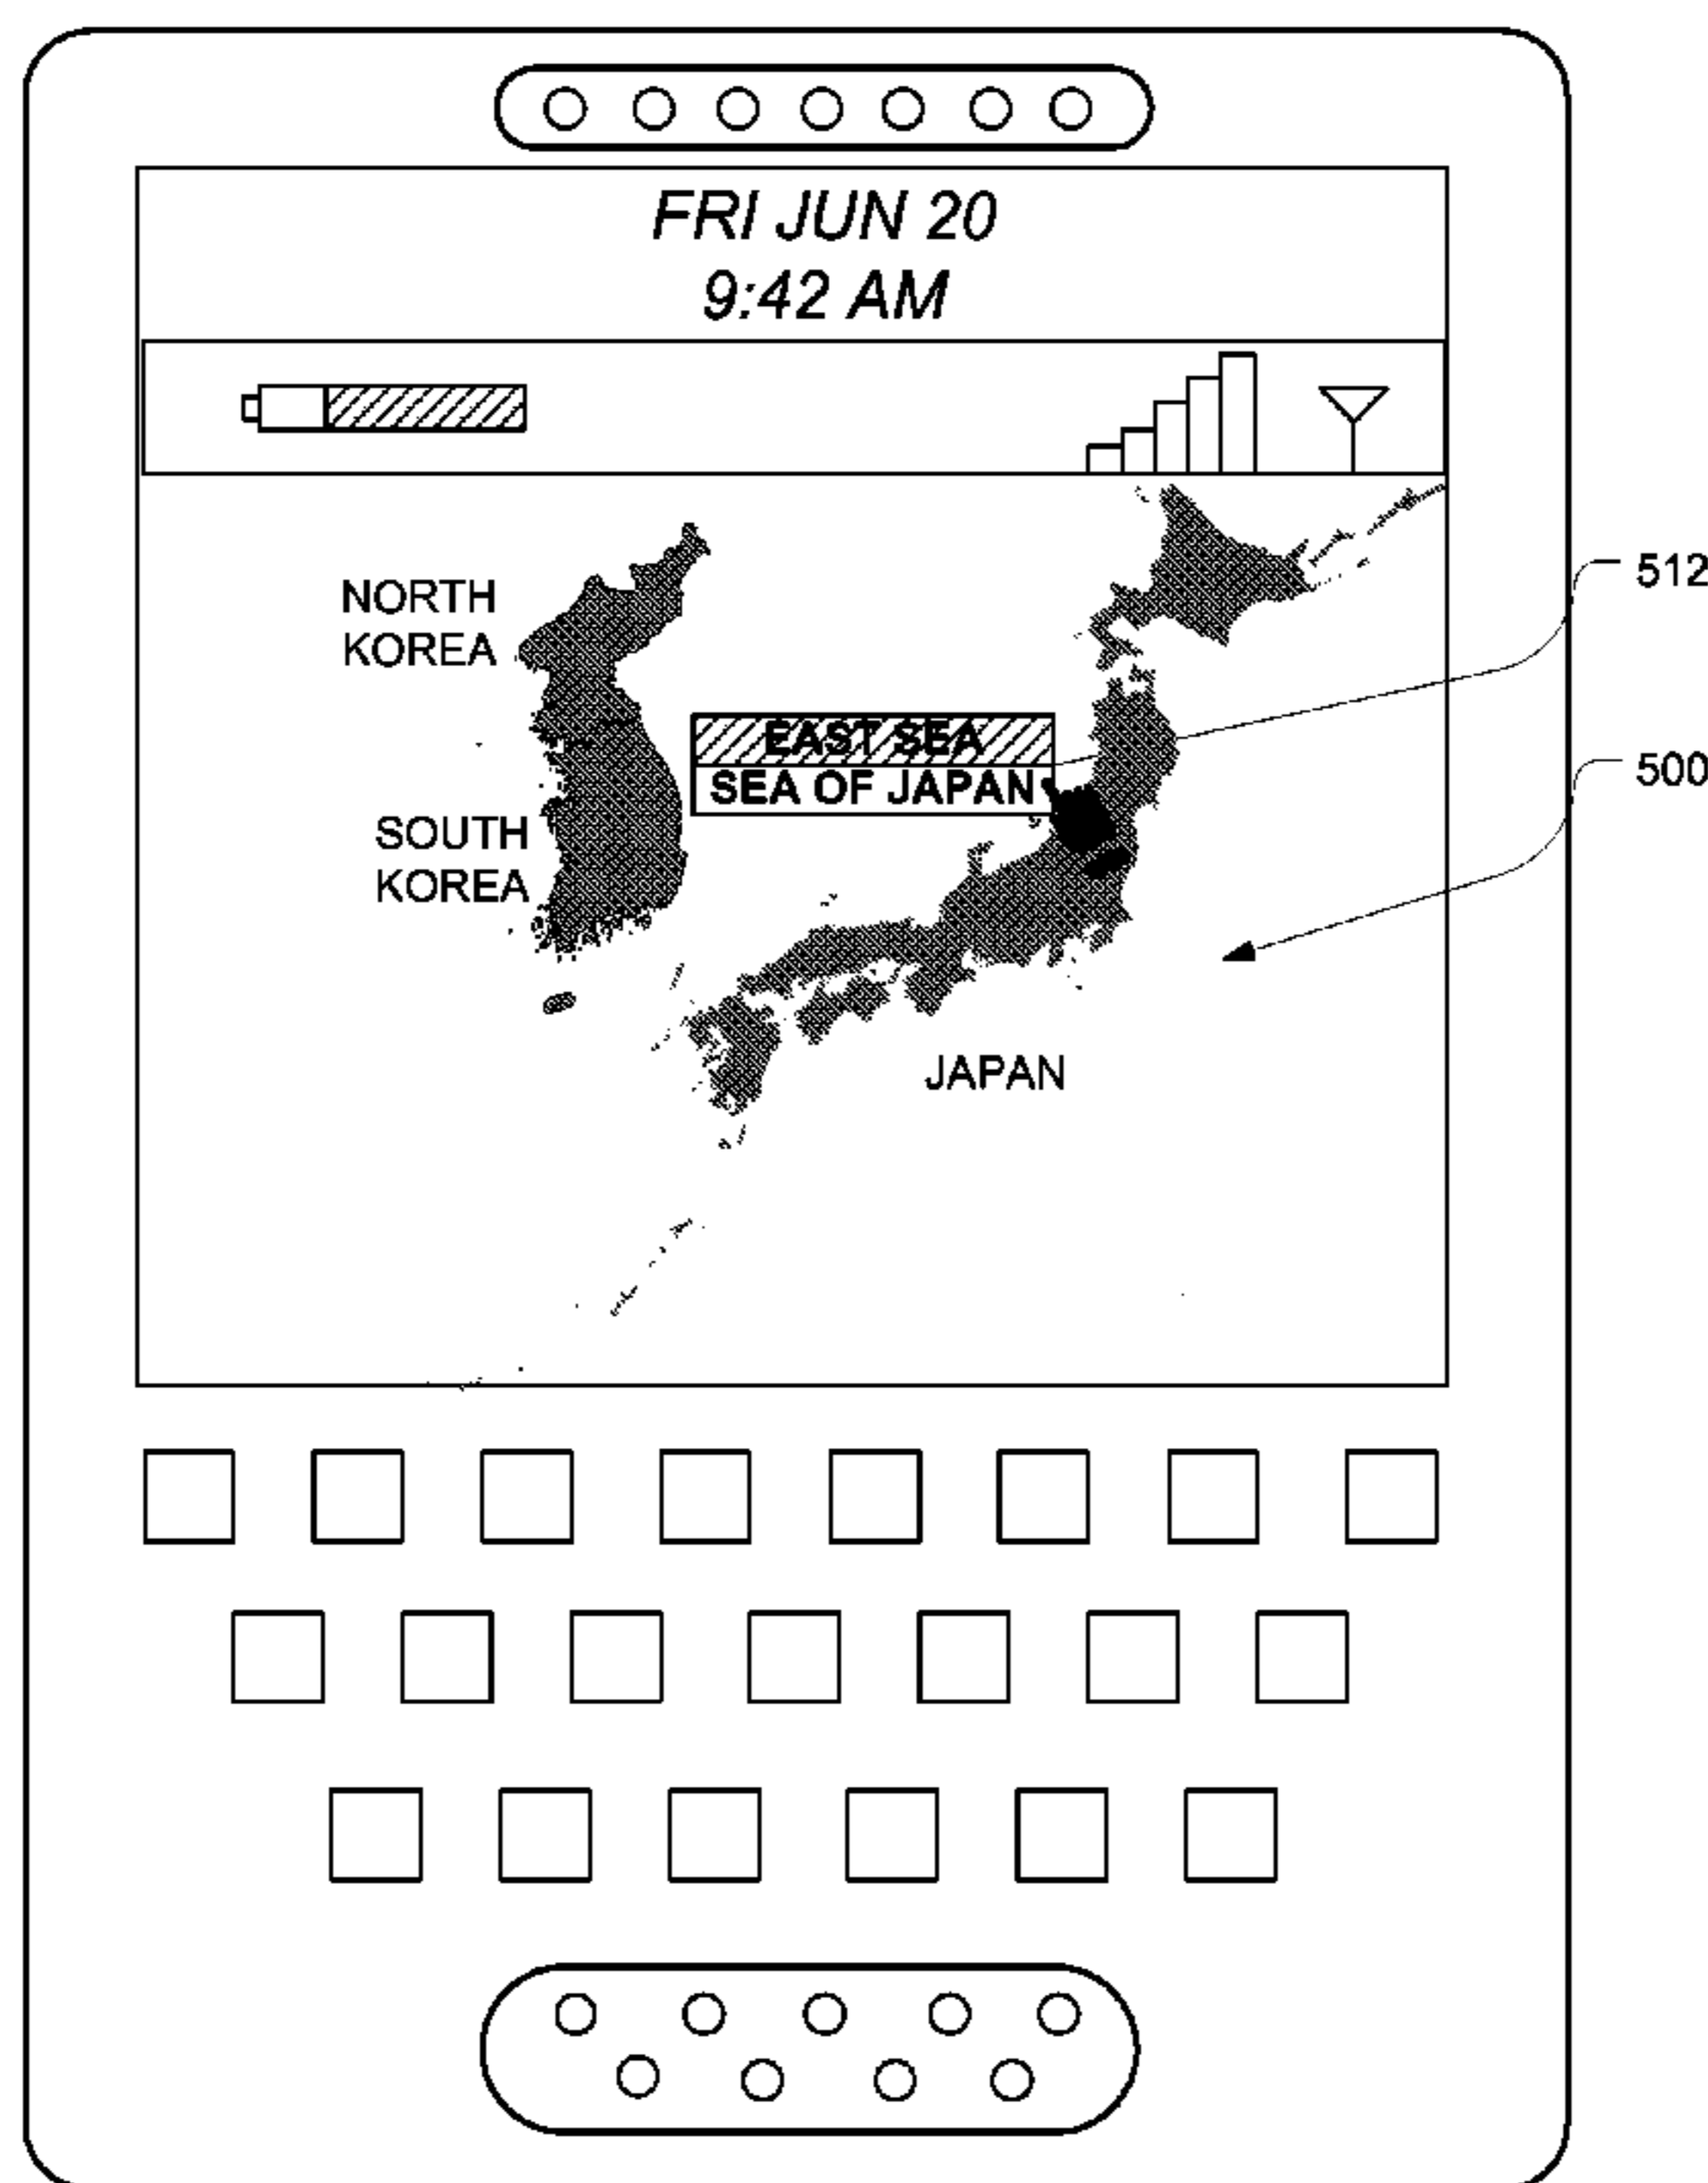 FRI JUN 20
9:42 AM
NORTH
KOREA
512
EAST SEA
SEA OF JAPAN
500
SOUTH
KOREA
JAPAN